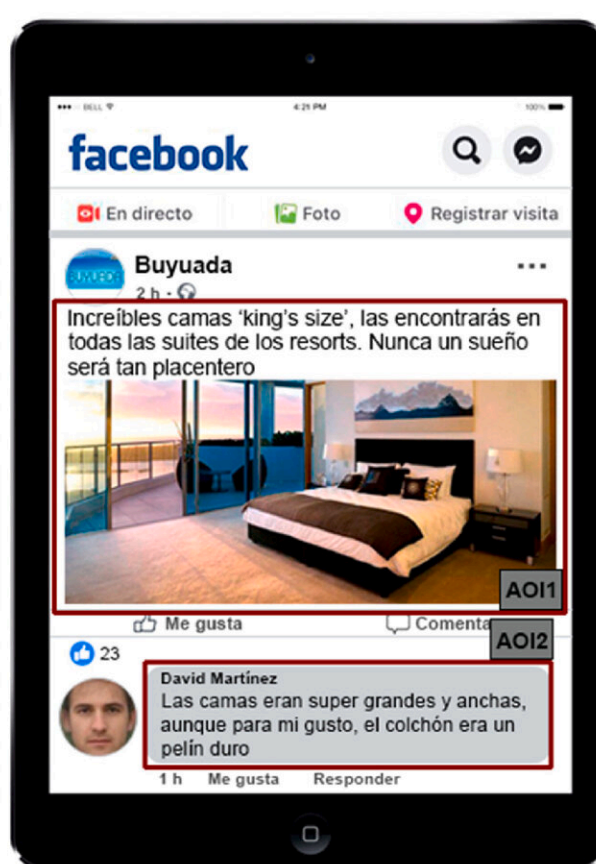 BELL 4:21 PM 100%
facebook
En directo Foto Registrar visita
BUYUADA
Buyuada
2 h ·
Increíbles camas 'king's size', las encontrarás en
todas las suites de los resorts. Nunca un sueño
será tan placentero
AOI1
Me gusta Comenta
AOI2
23
David Martínez
Las camas eran super grandes y anchas,
aunque para mi gusto, el colchón era un
pelín duro
1 h Me gusta Responder